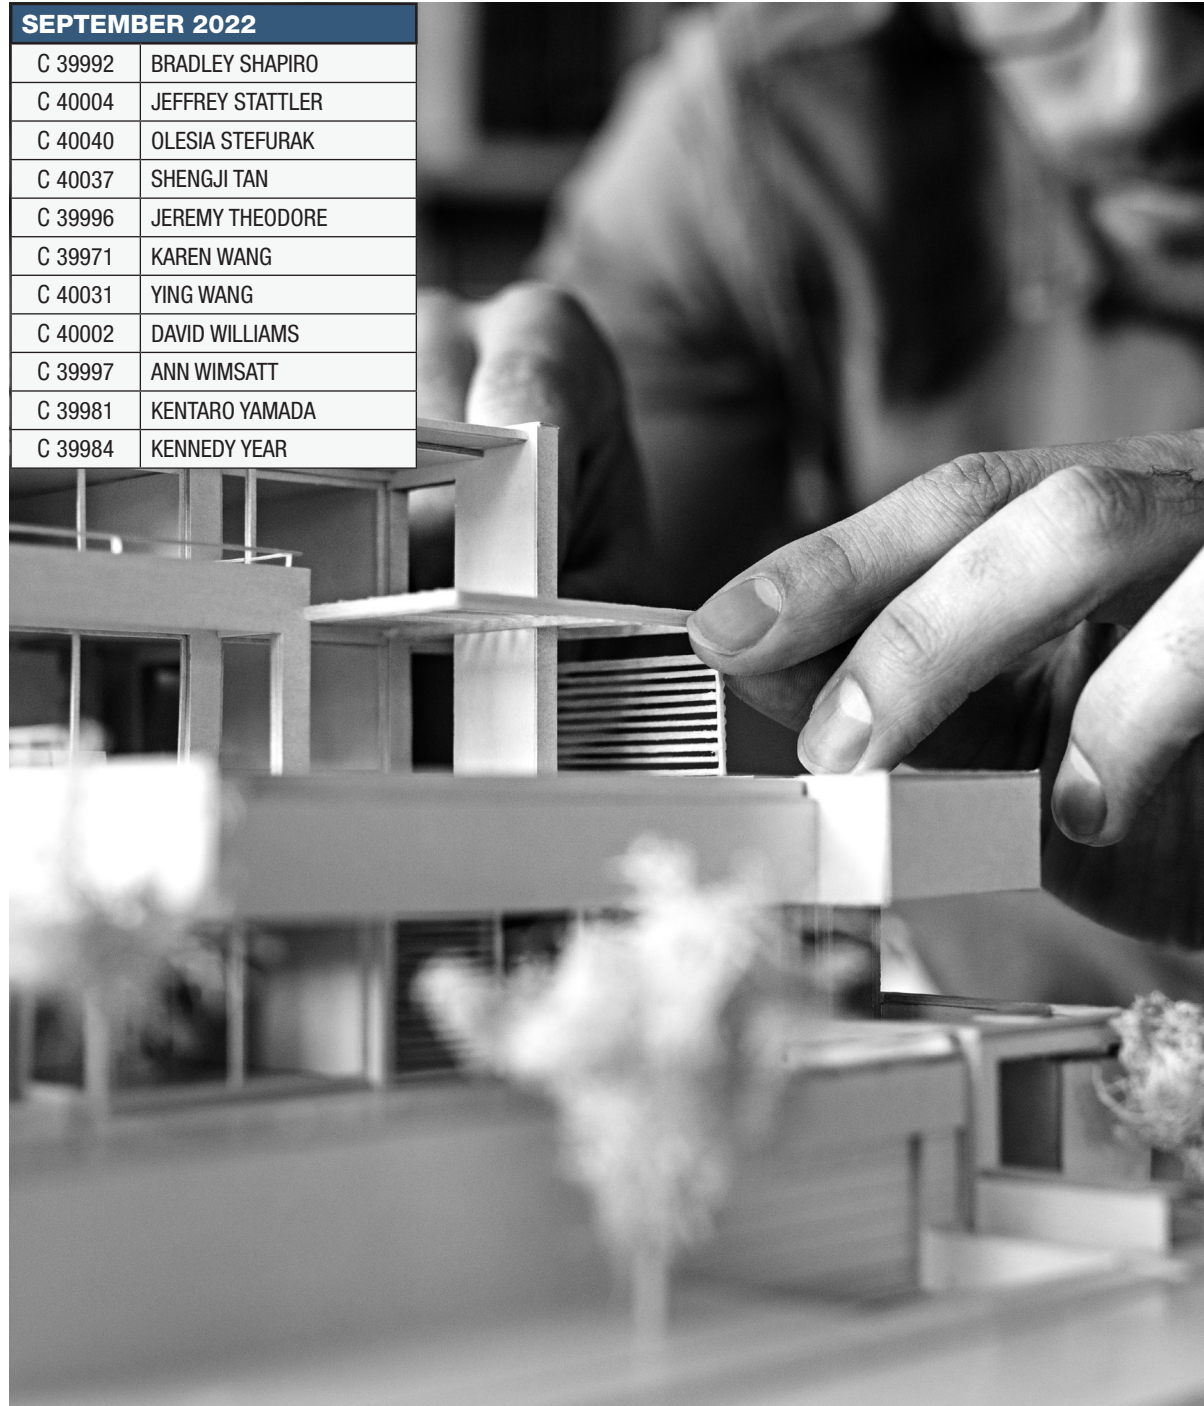 SEPTEMBER 2022
C 39992 BRADLEY SHAPIRO
C 40004 JEFFREY STATTLER
C 40040 OLESIA STEFURAK
C 40037 SHENGJI TAN
C 39996 JEREMY THEODORE
C 39971 KAREN WANG
C 40031 YING WANG
C 40002 DAVID WILLIAMS
C 39997 ANN WIMSATT
C 39981 KENTARO YAMADA
C 39984 KENNEDY YEAR